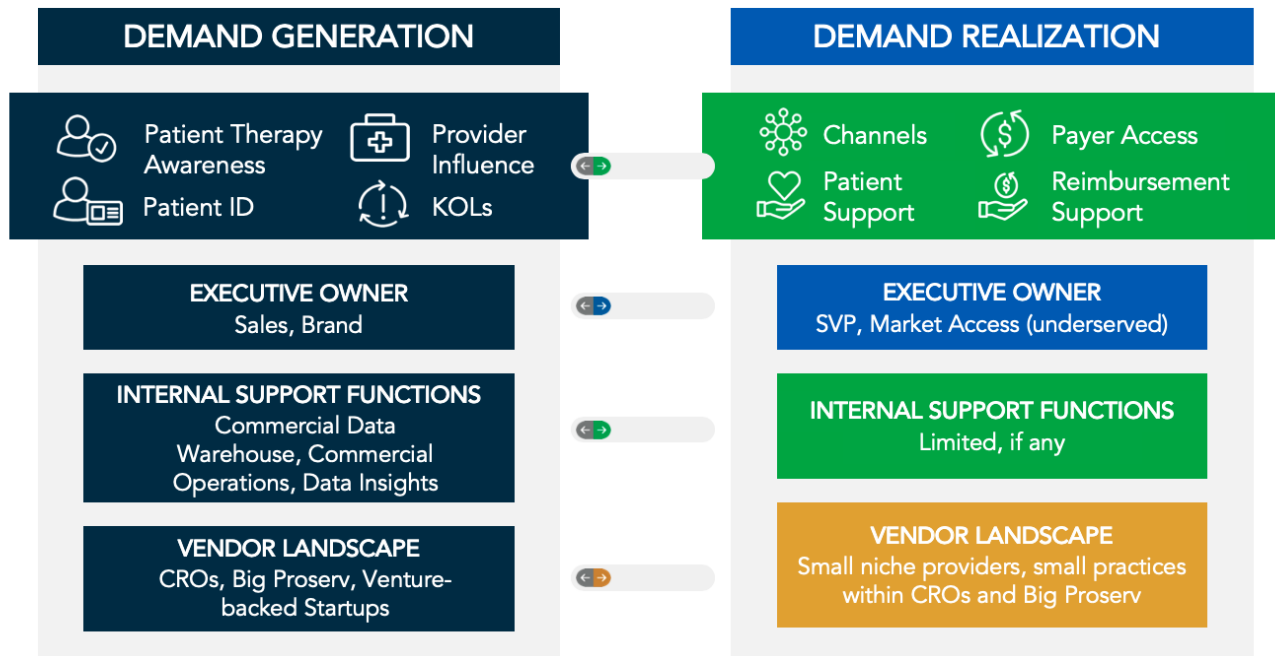 DEMAND GENERATION
Patient Therapy
Awareness
Provider
Influence
Patient ID
KOLs
EXECUTIVE OWNER
Sales, Brand
INTERNAL SUPPORT FUNCTIONS
Commercial Data
Warehouse, Commercial
Operations, Data Insights
VENDOR LANDSCAPE
CROs, Big Proserv, Venture-
backed Startups
DEMAND REALIZATION
Channels
Payer Access
Patient
Support
Reimbursement
Support
EXECUTIVE OWNER
SVP, Market Access (underserved)
INTERNAL SUPPORT FUNCTIONS
Limited, if any
VENDOR LANDSCAPE
Small niche providers, small practices
within CROs and Big Proserv